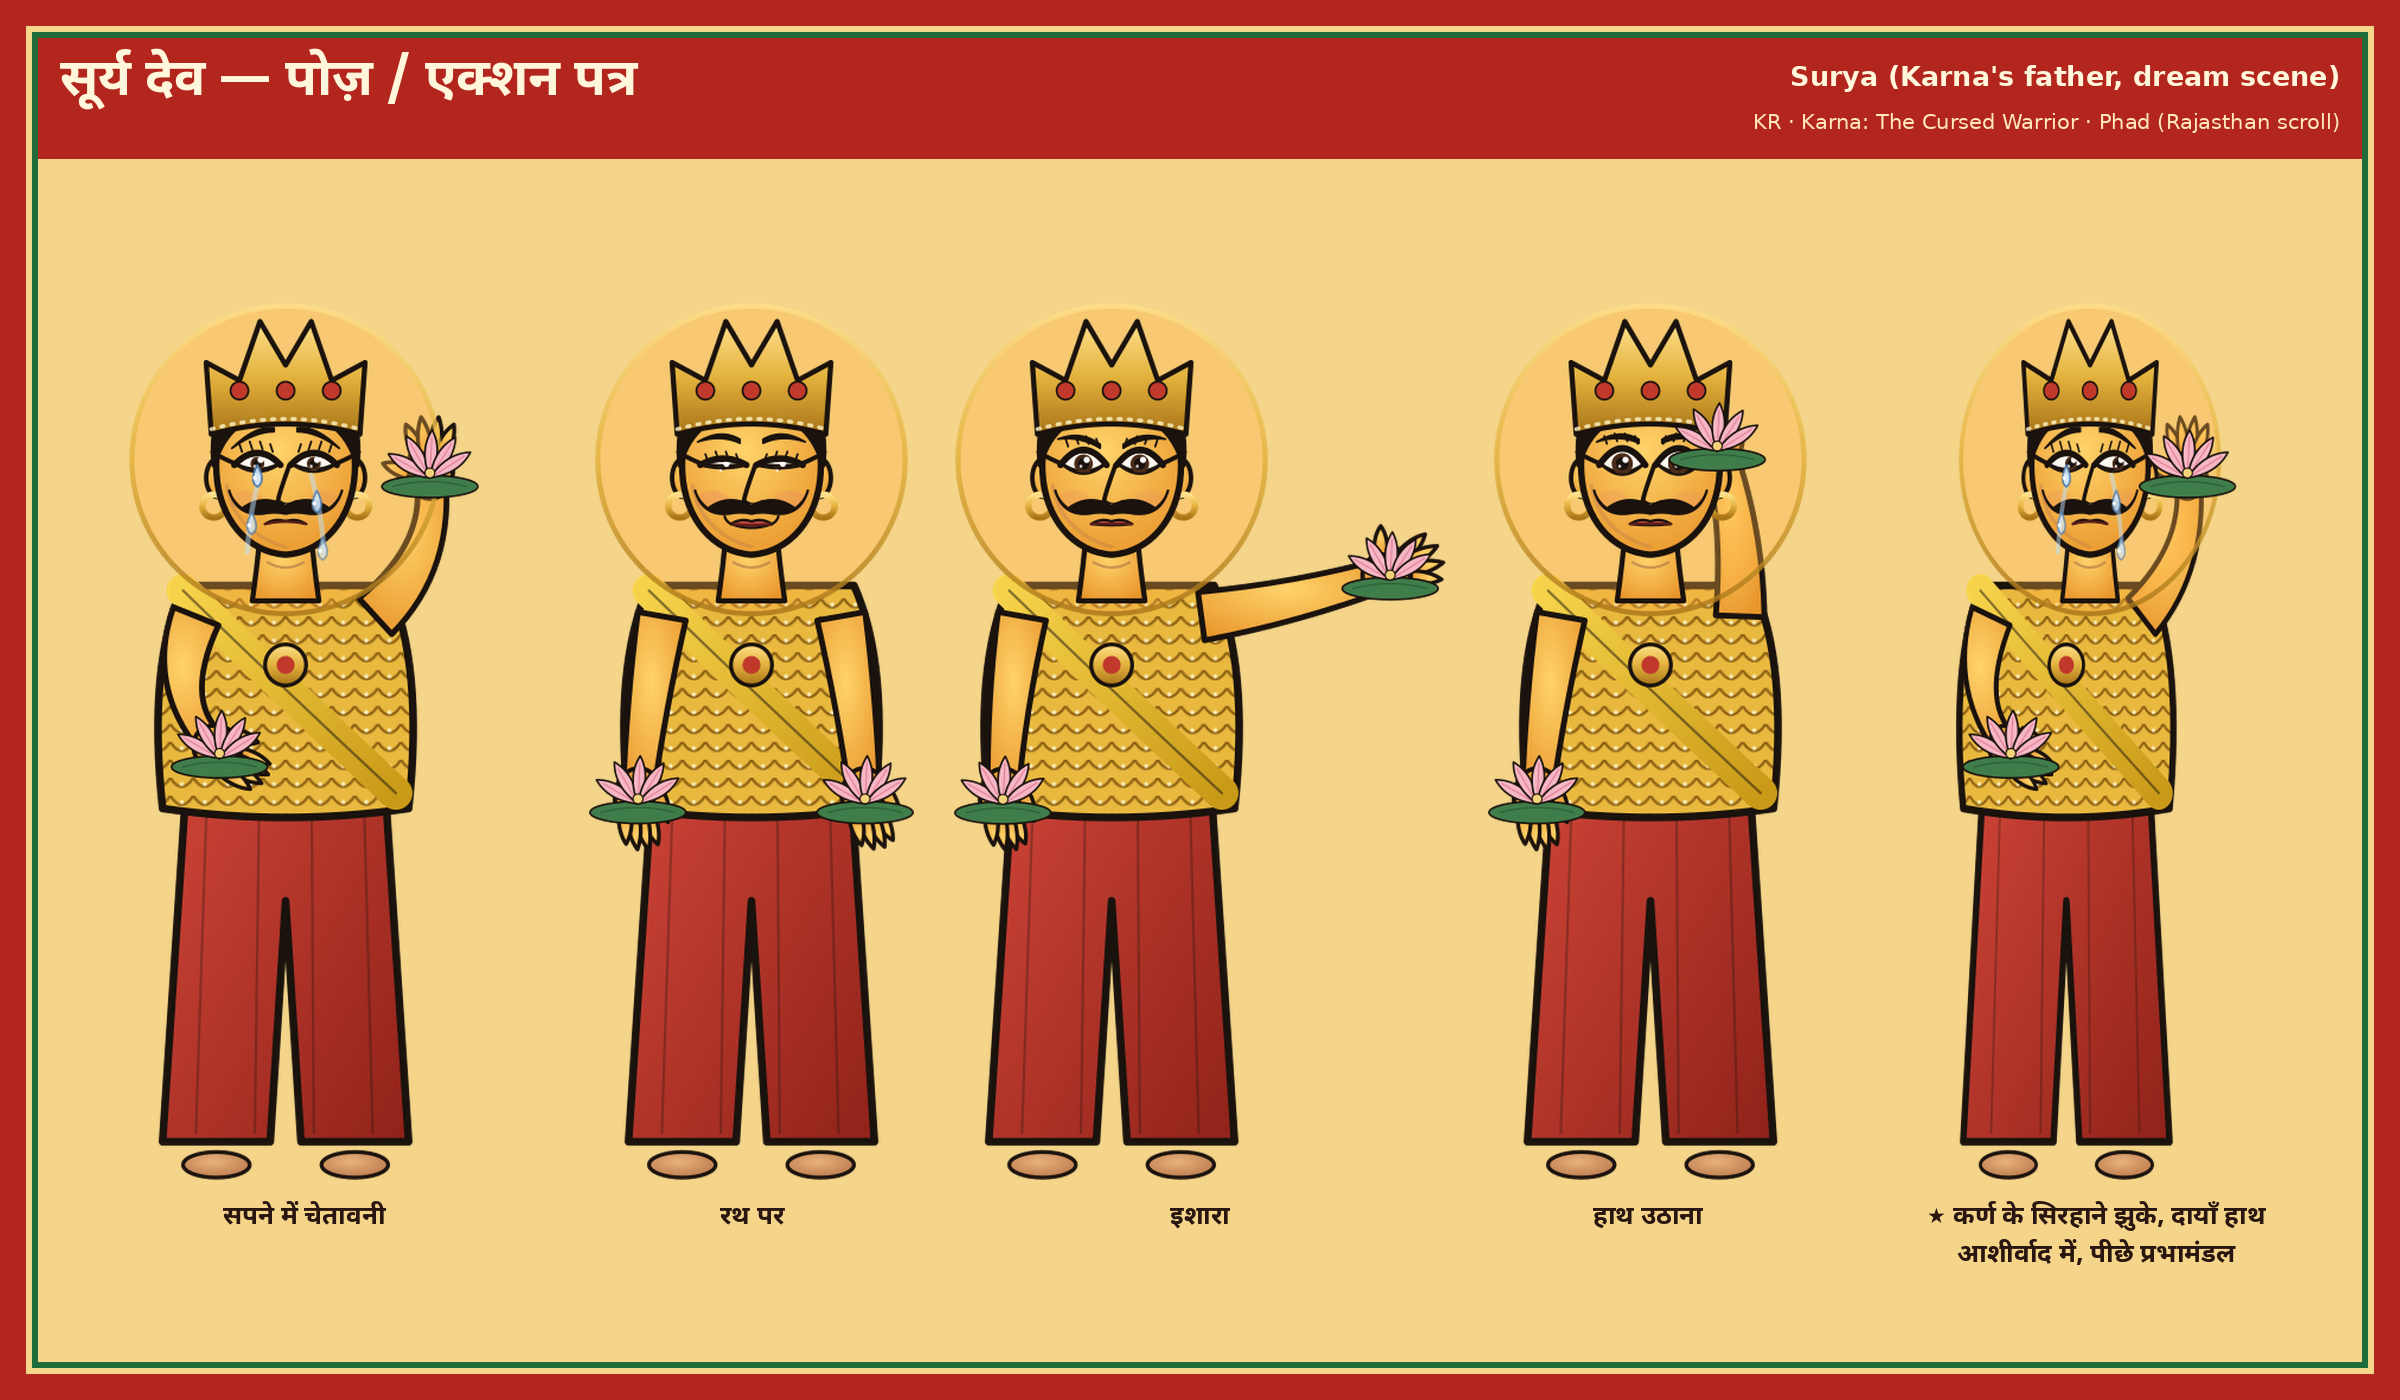 सूर्य देव — पोज़ / एक्शन पत्र
Surya (Karna's father, dream scene)
KR · Karna: The Cursed Warrior · Phad (Rajasthan scroll)
सपने में चेतावनी
रथ पर
इशारा
हाथ उठाना
★ कर्ण के सिरहाने झुके, दायाँ हाथ
आशीर्वाद में, पीछे प्रभामंडल